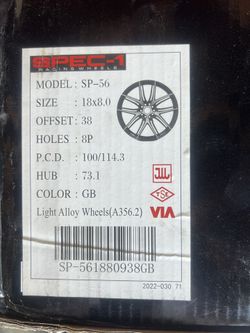 SPEC-1
RACING WHEELS
MODEL : SP-56
SIZE : 18x8.0
OFFSET : 38
HOLES : 8P
P.C.D. : 100/114.3
HUB : 73.1
COLOR : GB
Light Alloy Wheels(A356.2)
JWL
VIA
SP-561880938GB
2022-030 71